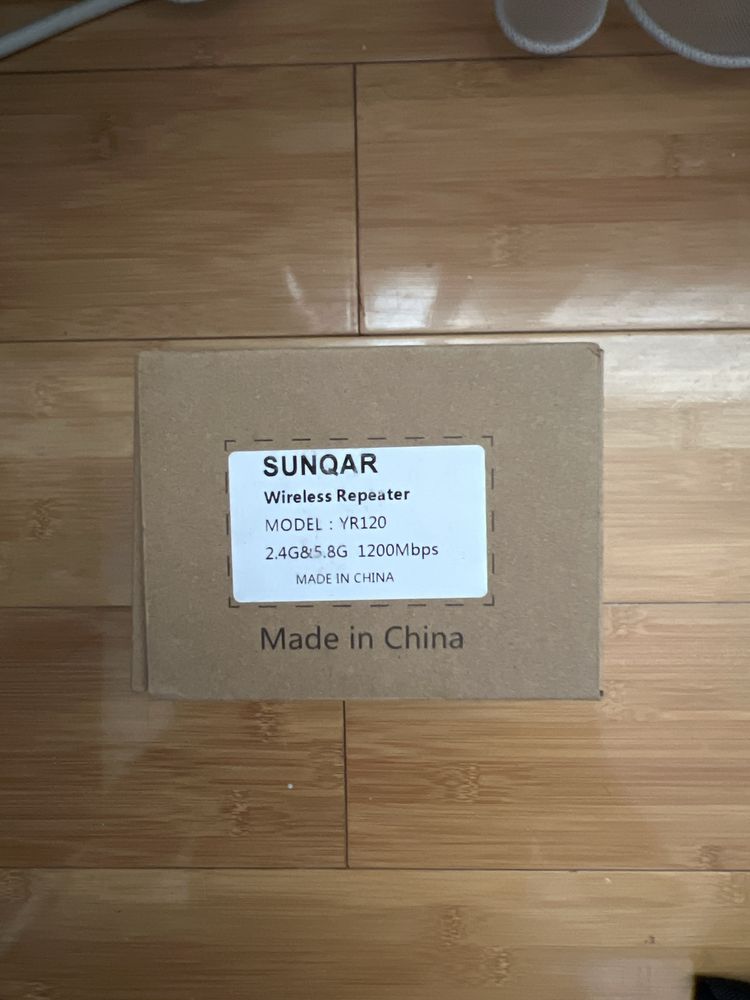 SUNQAR
Wireless Repeater
MODEL : YR120
2.4G&5.8G 1200Mbps
MADE IN CHINA
Made in China